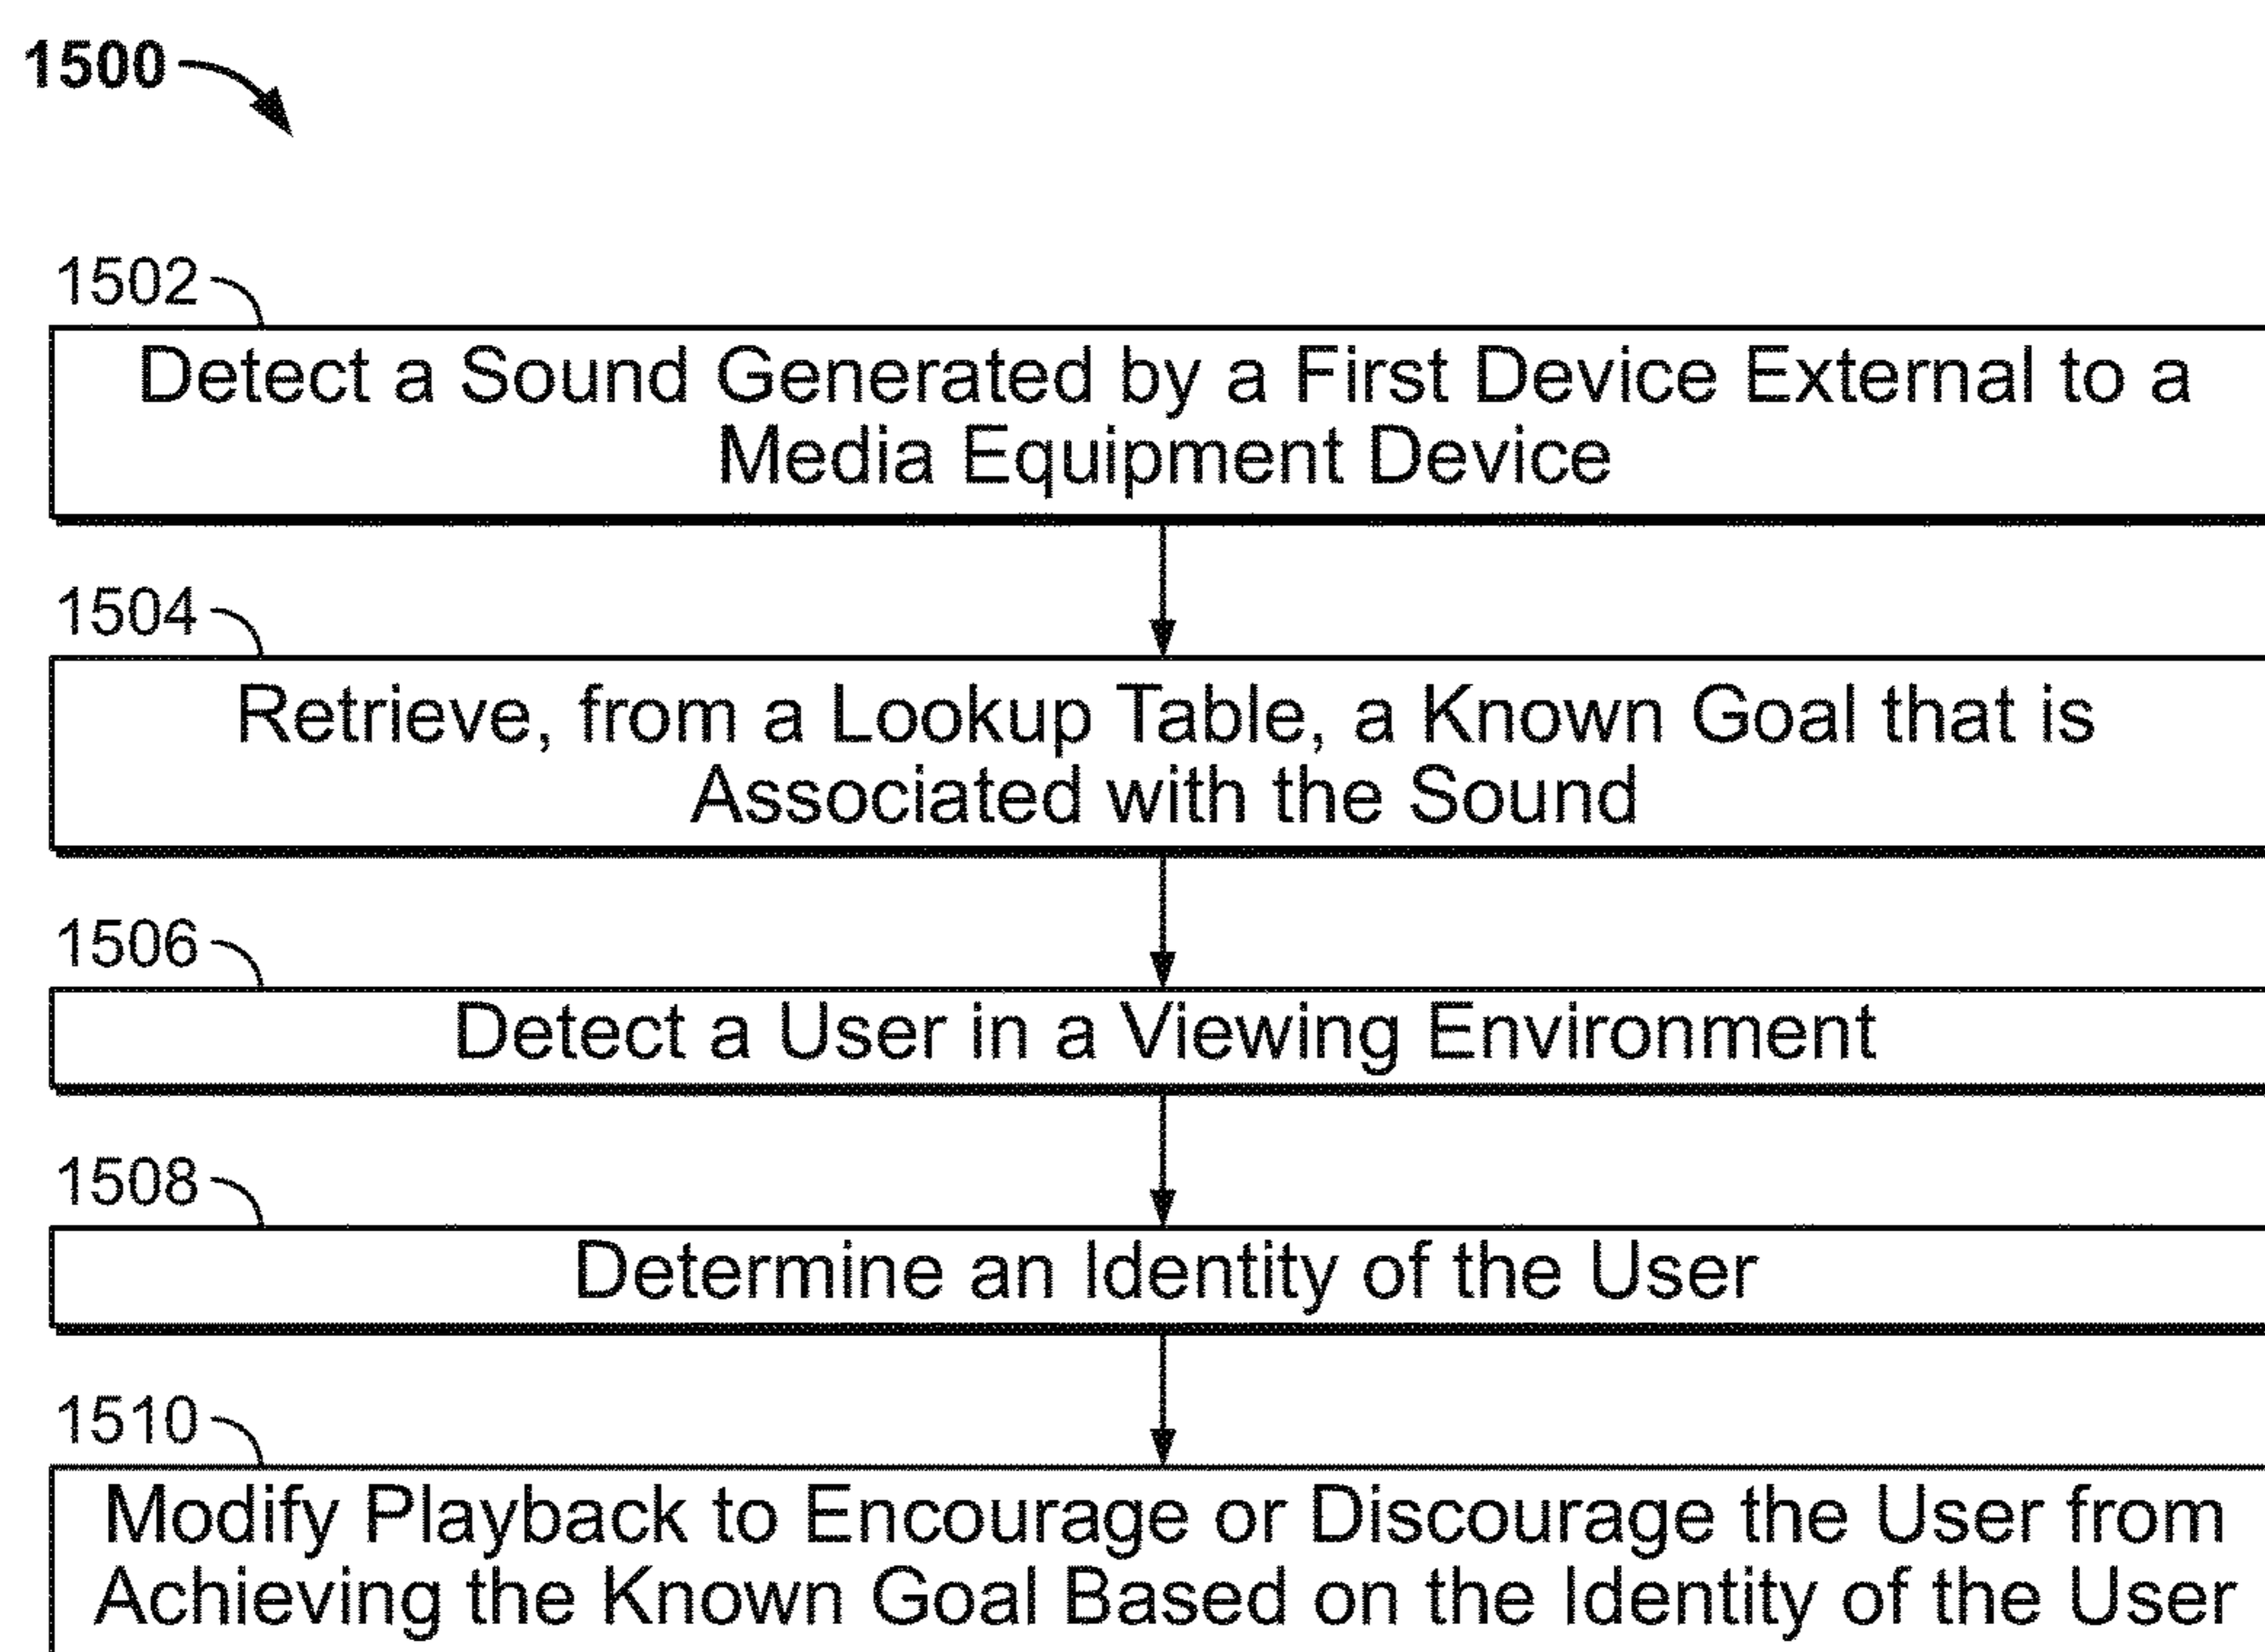 1500
1502
Detect a Sound Generated by a First Device External to a
Media Equipment Device
1504
Retrieve, from a Lookup Table, a Known Goal that is
Associated with the Sound
1506
Detect a User in a Viewing Environment
1508
Determine an Identity of the User
1510
Modify Playback to Encourage or Discourage the User from
Achieving the Known Goal Based on the Identity of the User